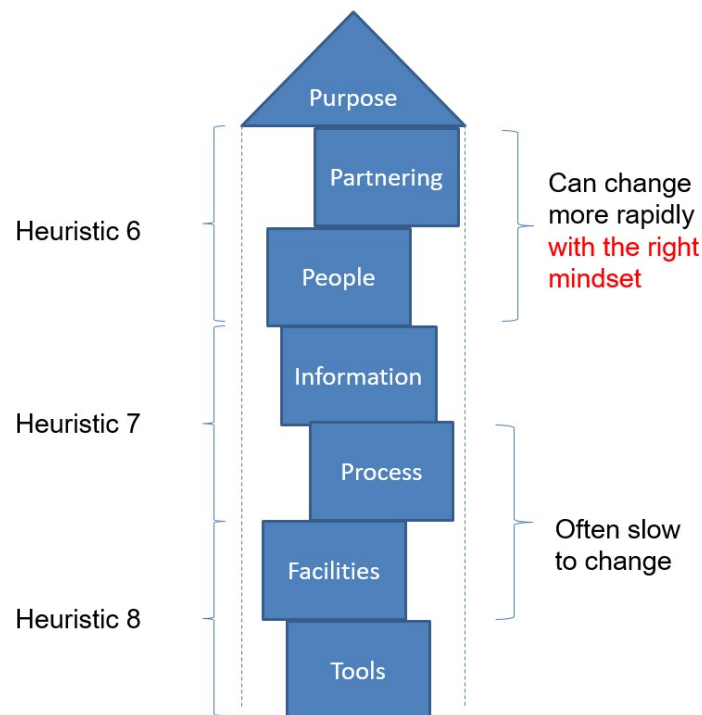 Purpose
Partnering
Heuristic 6
Can change
more rapidly
with the right
mindset
People
Information
Heuristic 7
Process
Often slow
to change
Facilities
Heuristic 8
Tools